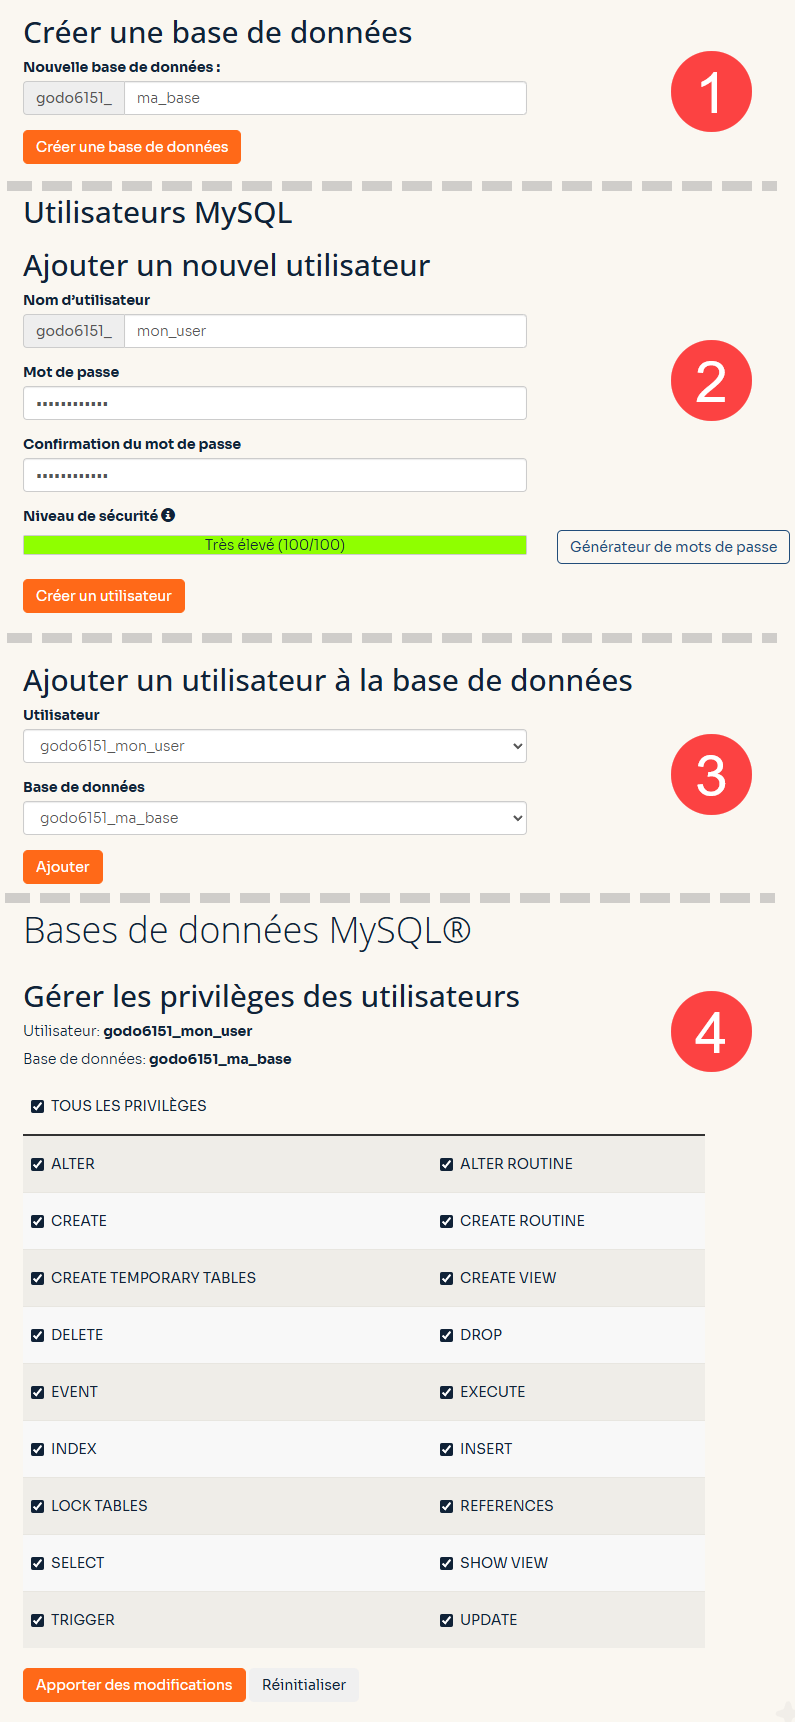 Créer une base de données
Nouvelle base de données :
godo6151_ ma_base
1
Créer une base de données
Utilisateurs MySQL
Ajouter un nouvel utilisateur
Nom d’utilisateur
godo6151_ mon_user
Mot de passe
••••••••••••
2
Confirmation du mot de passe
••••••••••••
Niveau de sécurité
Très élevé (100/100)
Générateur de mots de passe
Créer un utilisateur
Ajouter un utilisateur à la base de données
Utilisateur
godo6151_mon_user
3
Base de données
godo6151_ma_base
Ajouter
Bases de données MySQL®
Gérer les privilèges des utilisateurs
Utilisateur: godo6151_mon_user
4
Base de données: godo6151_ma_base
TOUS LES PRIVILÈGES
ALTER ALTER ROUTINE
CREATE CREATE ROUTINE
CREATE TEMPORARY TABLES CREATE VIEW
DELETE DROP
EVENT EXECUTE
INDEX INSERT
LOCK TABLES REFERENCES
SELECT SHOW VIEW
TRIGGER UPDATE
Apporter des modifications Réinitialiser